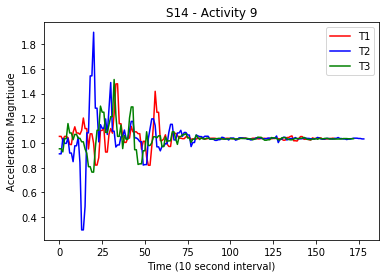 S14 - Activity 9
T1
T2
T3
Acceleration Magntiude
1.8
1.6
1.4
1.2
1.0
0.8
0.6
0.4
0 25 50 75 100 125 150 175
Time (10 second interval)